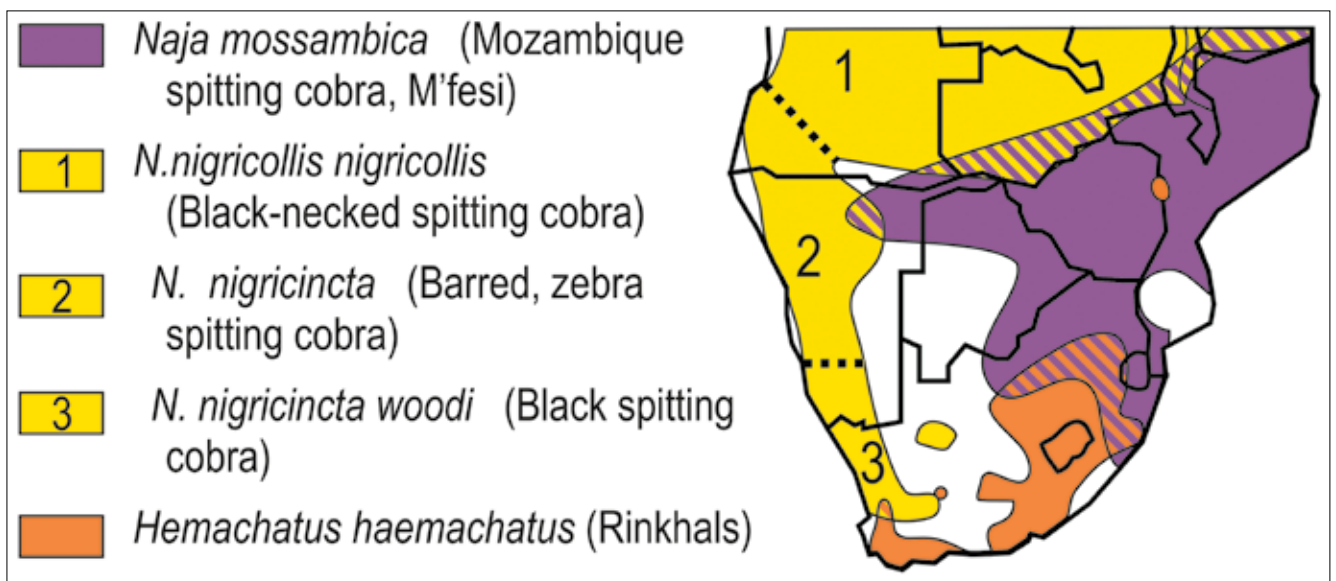 Naja mossambica (Mozambique
spitting cobra, M'fesi)
1 N.nigricollis nigricollis
(Black-necked spitting cobra)
2 N. nigricincta (Barred, zebra
spitting cobra)
3 N. nigricincta woodi (Black spitting
cobra)
Hemachatus haemachatus (Rinkhals)
1
2
3